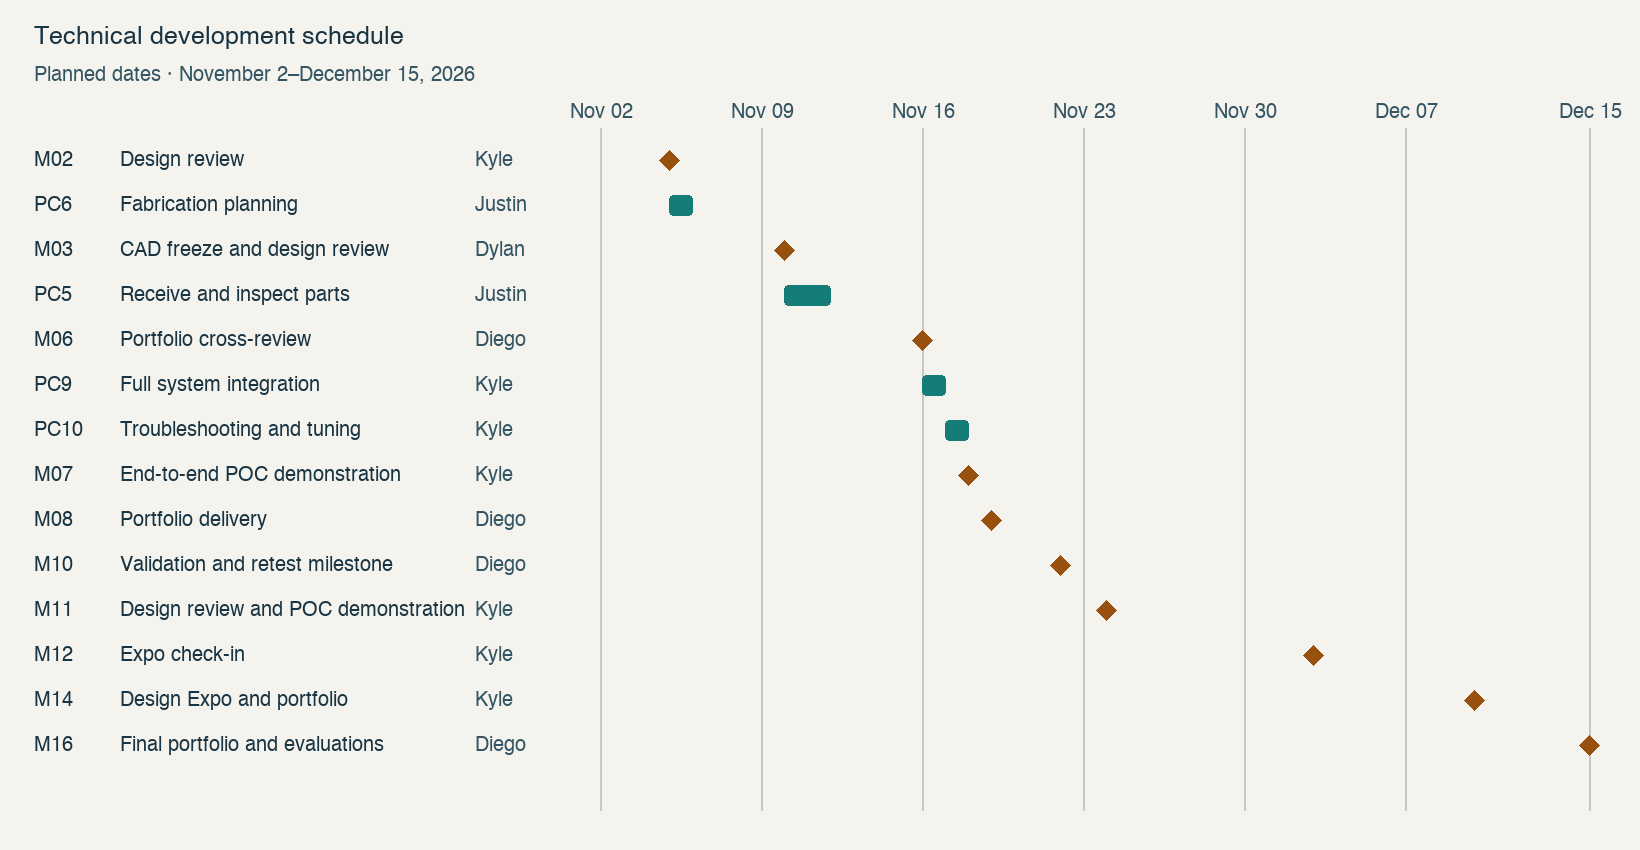 Technical development schedule
Planned dates · November 2–December 15, 2026
Nov 02 Nov 09 Nov 16 Nov 23 Nov 30 Dec 07 Dec 15
M02 Design review Kyle
PC6 Fabrication planning Justin
M03 CAD freeze and design review Dylan
PC5 Receive and inspect parts Justin
M06 Portfolio cross-review Diego
PC9 Full system integration Kyle
PC10 Troubleshooting and tuning Kyle
M07 End-to-end POC demonstration Kyle
M08 Portfolio delivery Diego
M10 Validation and retest milestone Diego
M11 Design review and POC demonstration Kyle
M12 Expo check-in Kyle
M14 Design Expo and portfolio Kyle
M16 Final portfolio and evaluations Diego